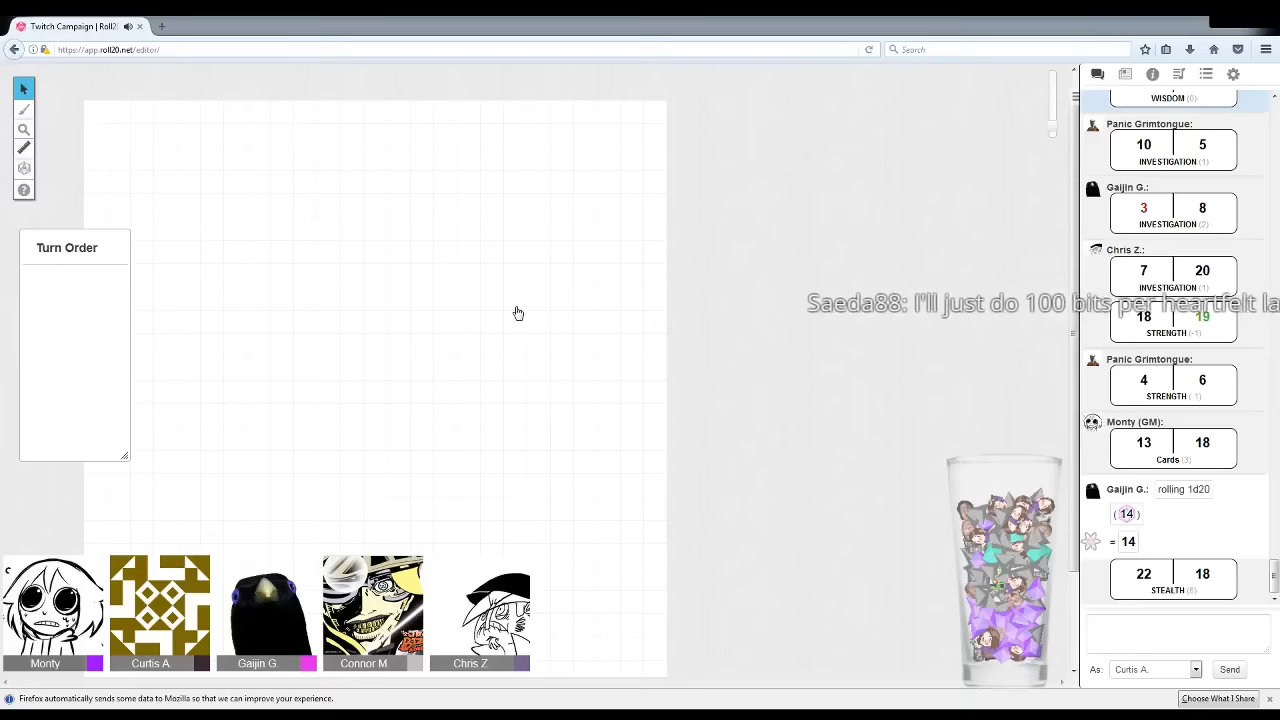 Twitch Campaign | Roll20
https://app.roll20.net/editor/
Search
Turn Order
WISDOM (0)
Panic Grimtongue:
10 5
INVESTIGATION (1)
Gaijin G.:
3 8
INVESTIGATION (2)
Chris Z.:
7 20
INVESTIGATION (1)
Saeda88: I'll just do 100 bits per heartfelt la
18 19
STRENGTH (-1)
Panic Grimtongue:
4 6
STRENGTH (-1)
Monty (GM):
13 18
Cards (3)
Gaijin G.: rolling 1d20
(14)
= 14
22 18
STEALTH (6)
Monty
Curtis A.
Gaijin G
Connor M.
Chris Z.
As: Curtis A. Send
Firefox automatically sends some data to Mozilla so that we can improve your experience.
Choose What I Share